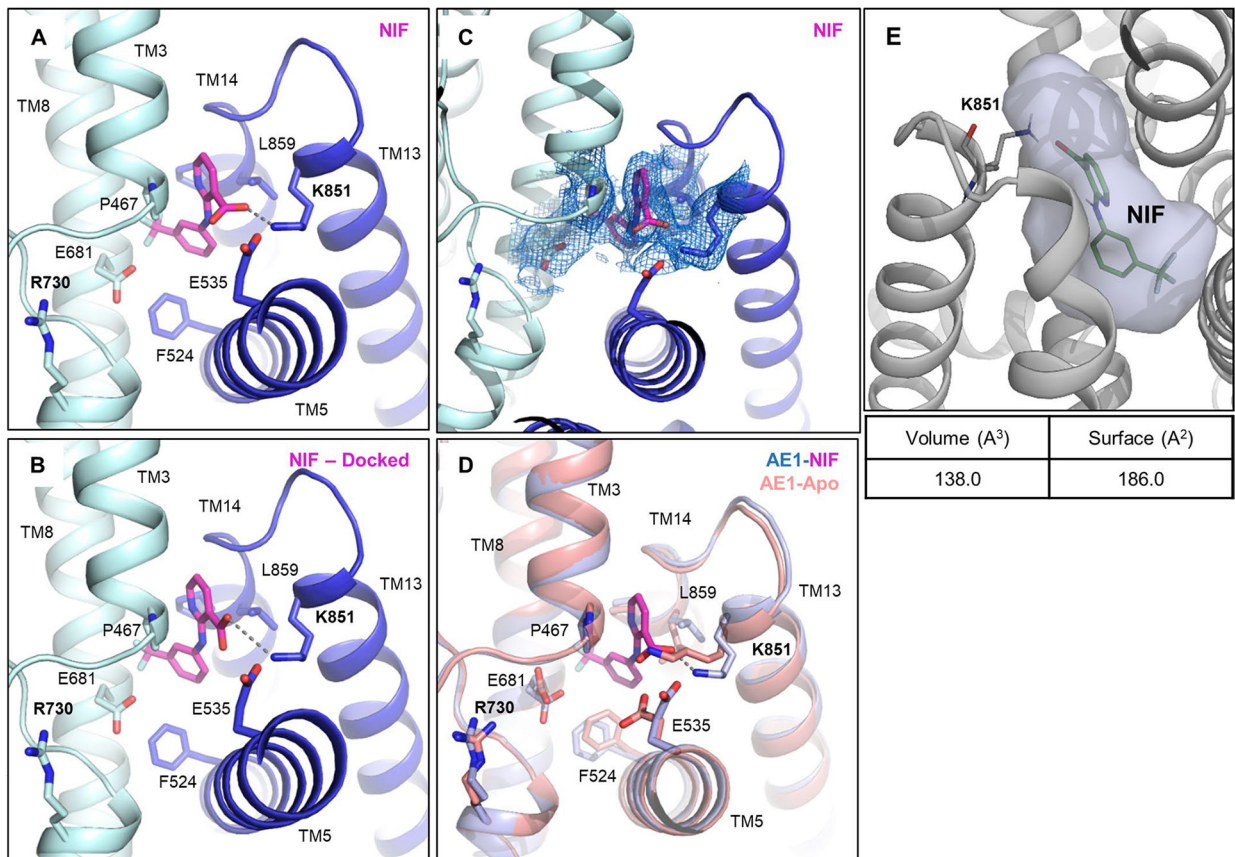 A
NIF
TM3
TM14
TM8
L859
TM13
K851
P467
E681
E535
R730
F524
TM5
B
NIF – Docked
TM3
TM14
TM8
L859
TM13
K851
P467
E681
E535
R730
F524
TM5
C
NIF
D
AE1-NIF
AE1-Apo
TM3
TM14
TM8
L859
TM13
P467
K851
E681
R730
E535
F524
TM5
E
K851
NIF
Volume (A³) Surface (A²)
138.0 186.0